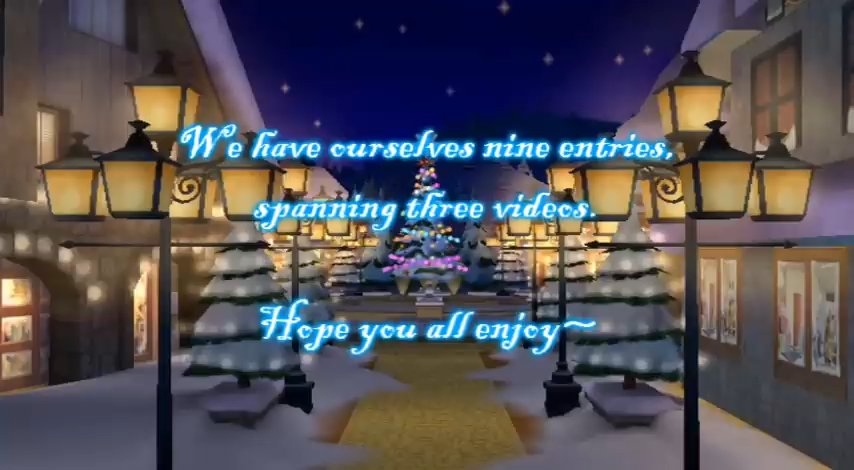 We have ourselves nine entries,
spanning three videos.
Hope you all enjoy~